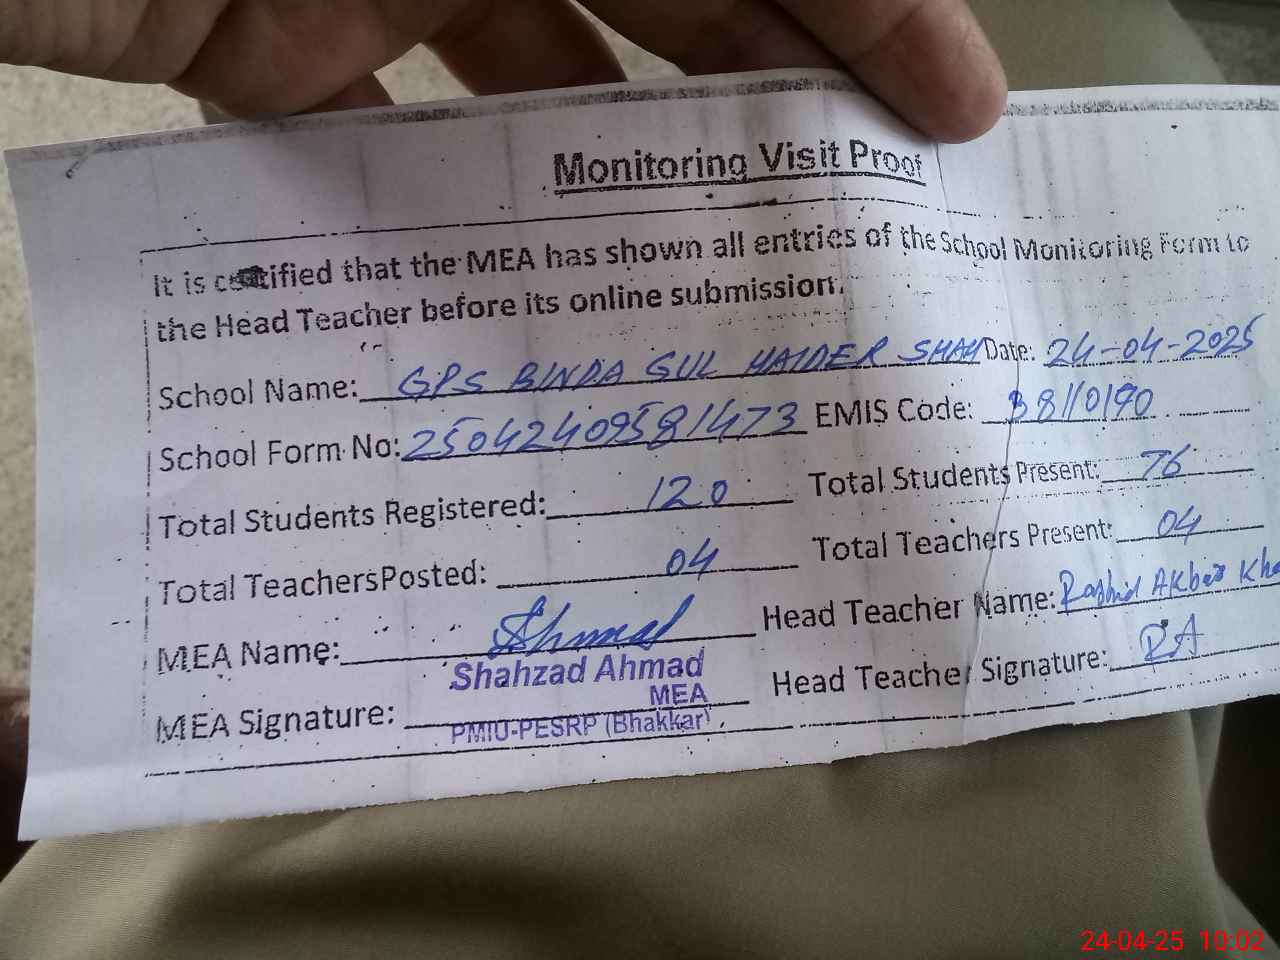 Monitoring Visit Proof
It is certified that the MEA has shown all entries of the School Monitoring Form to
the Head Teacher before its online submission.
School Name: GPS BINDA GUL HAIDER SHAH Date: 24-04-2025
School Form No: 25042409581473 EMIS Code: 38110190
Total Students Registered: 120 Total Students Present: 76
Total Teachers Posted: 04 Total Teachers Present: 04
MEA Name: Ahmad Head Teacher Name: Rashid Akbar Kha
Shahzad Ahmad
MEA
MEA Signature: Head Teacher Signature: RA
PMIU-PESRP (Bhakkar)
24-04-25 10:02